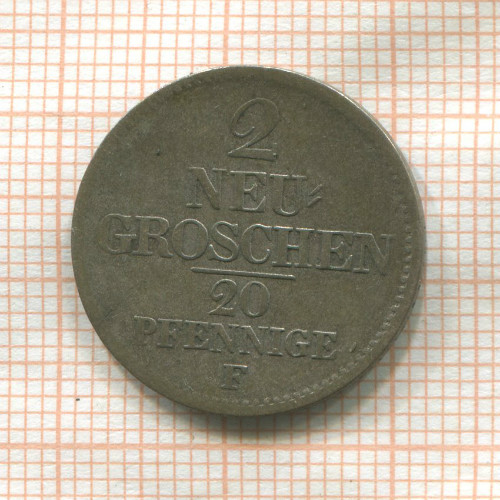 2
NEU-
GROSCHEN
20
PFENNIGE
F